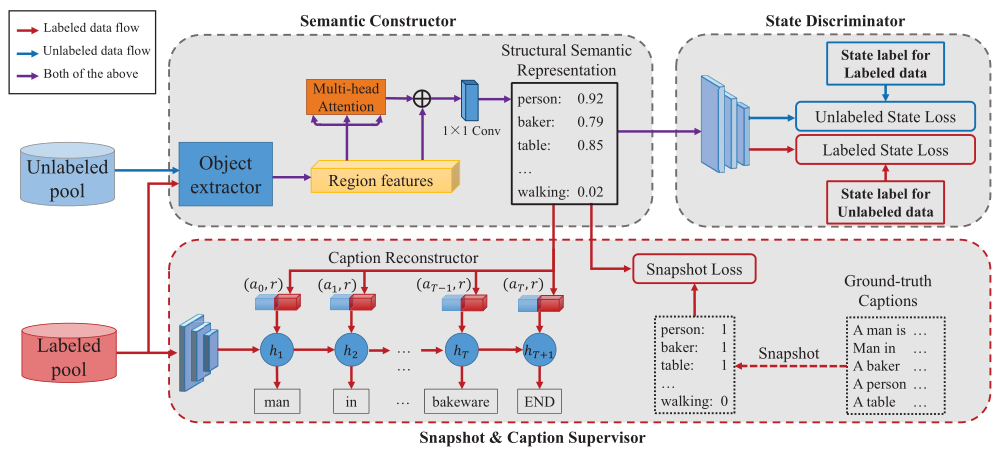 Labeled data flow
Unlabeled data flow
Both of the above
Semantic Constructor
State Discriminator
Structural Semantic
Representation
Multi-head
Attention
1×1 Conv
person: 0.92
baker: 0.79
table: 0.85
...
walking: 0.02
State label for
Labeled data
Unlabeled State Loss
Labeled State Loss
State label for
Unlabeled data
Unlabeled
pool
Object
extractor
Region features
Caption Reconstructor
(a₀, r) (a₁, r) (a_{T−1}, r) (a_T, r)
Snapshot Loss
Ground-truth
Captions
Labeled
pool
h₁ h₂ ... h_T h_{T+1}
man in ... bakeware END
person: 1
baker: 1
table: 1
...
walking: 0
Snapshot
A man is ...
Man in ...
A baker ...
A person ...
A table ...
Snapshot & Caption Supervisor